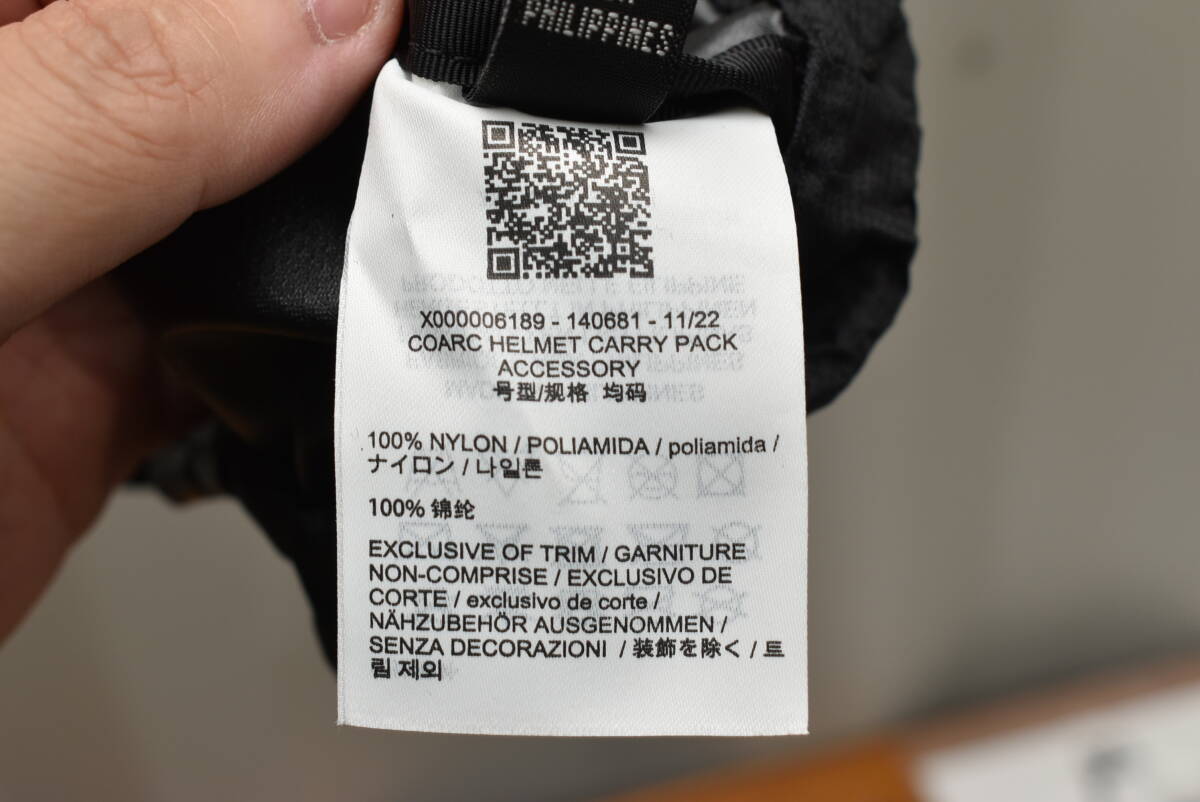 PHILIPPINES
X000006189 - 140681 - 11/22
COARC HELMET CARRY PACK
ACCESSORY
号型/规格 均码
100% NYLON / POLIAMIDA / poliamida /
ナイロン / 나일론
100% 锦纶
EXCLUSIVE OF TRIM / GARNITURE
NON-COMPRISE / EXCLUSIVO DE
CORTE / exclusivo de corte /
NÄHZUBEHÖR AUSGENOMMEN /
SENZA DECORAZIONI / 装飾を除く / 트
림 제외